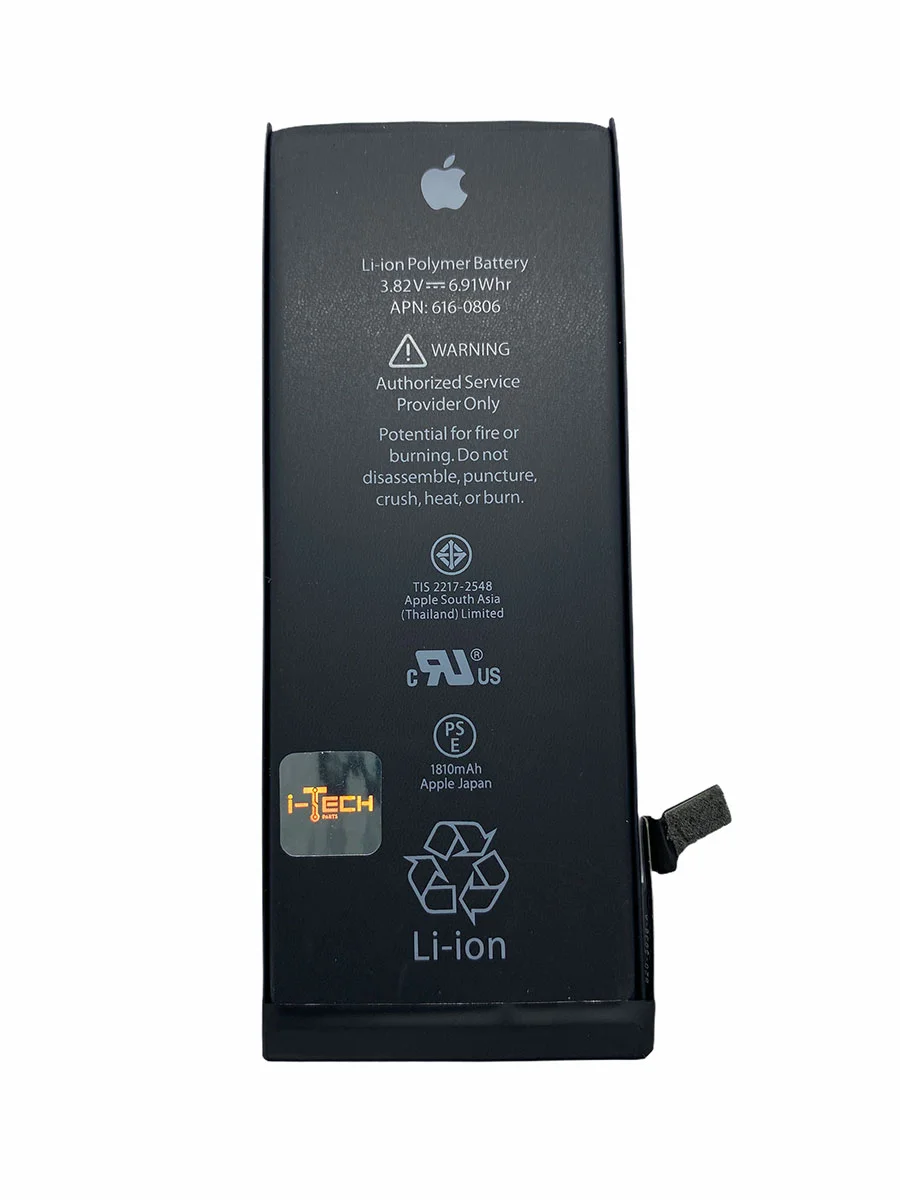 Li-ion Polymer Battery
3.82V⎓6.91Whr
APN: 616-0806
WARNING
Authorized Service
Provider Only
Potential for fire or
burning. Do not
disassemble, puncture,
crush, heat, or burn.
TIS 2217-2548
Apple South Asia
(Thailand) Limited
c RU® US
PS
E
1810mAh
Apple Japan
i-TECH
PARTS
Li-ion